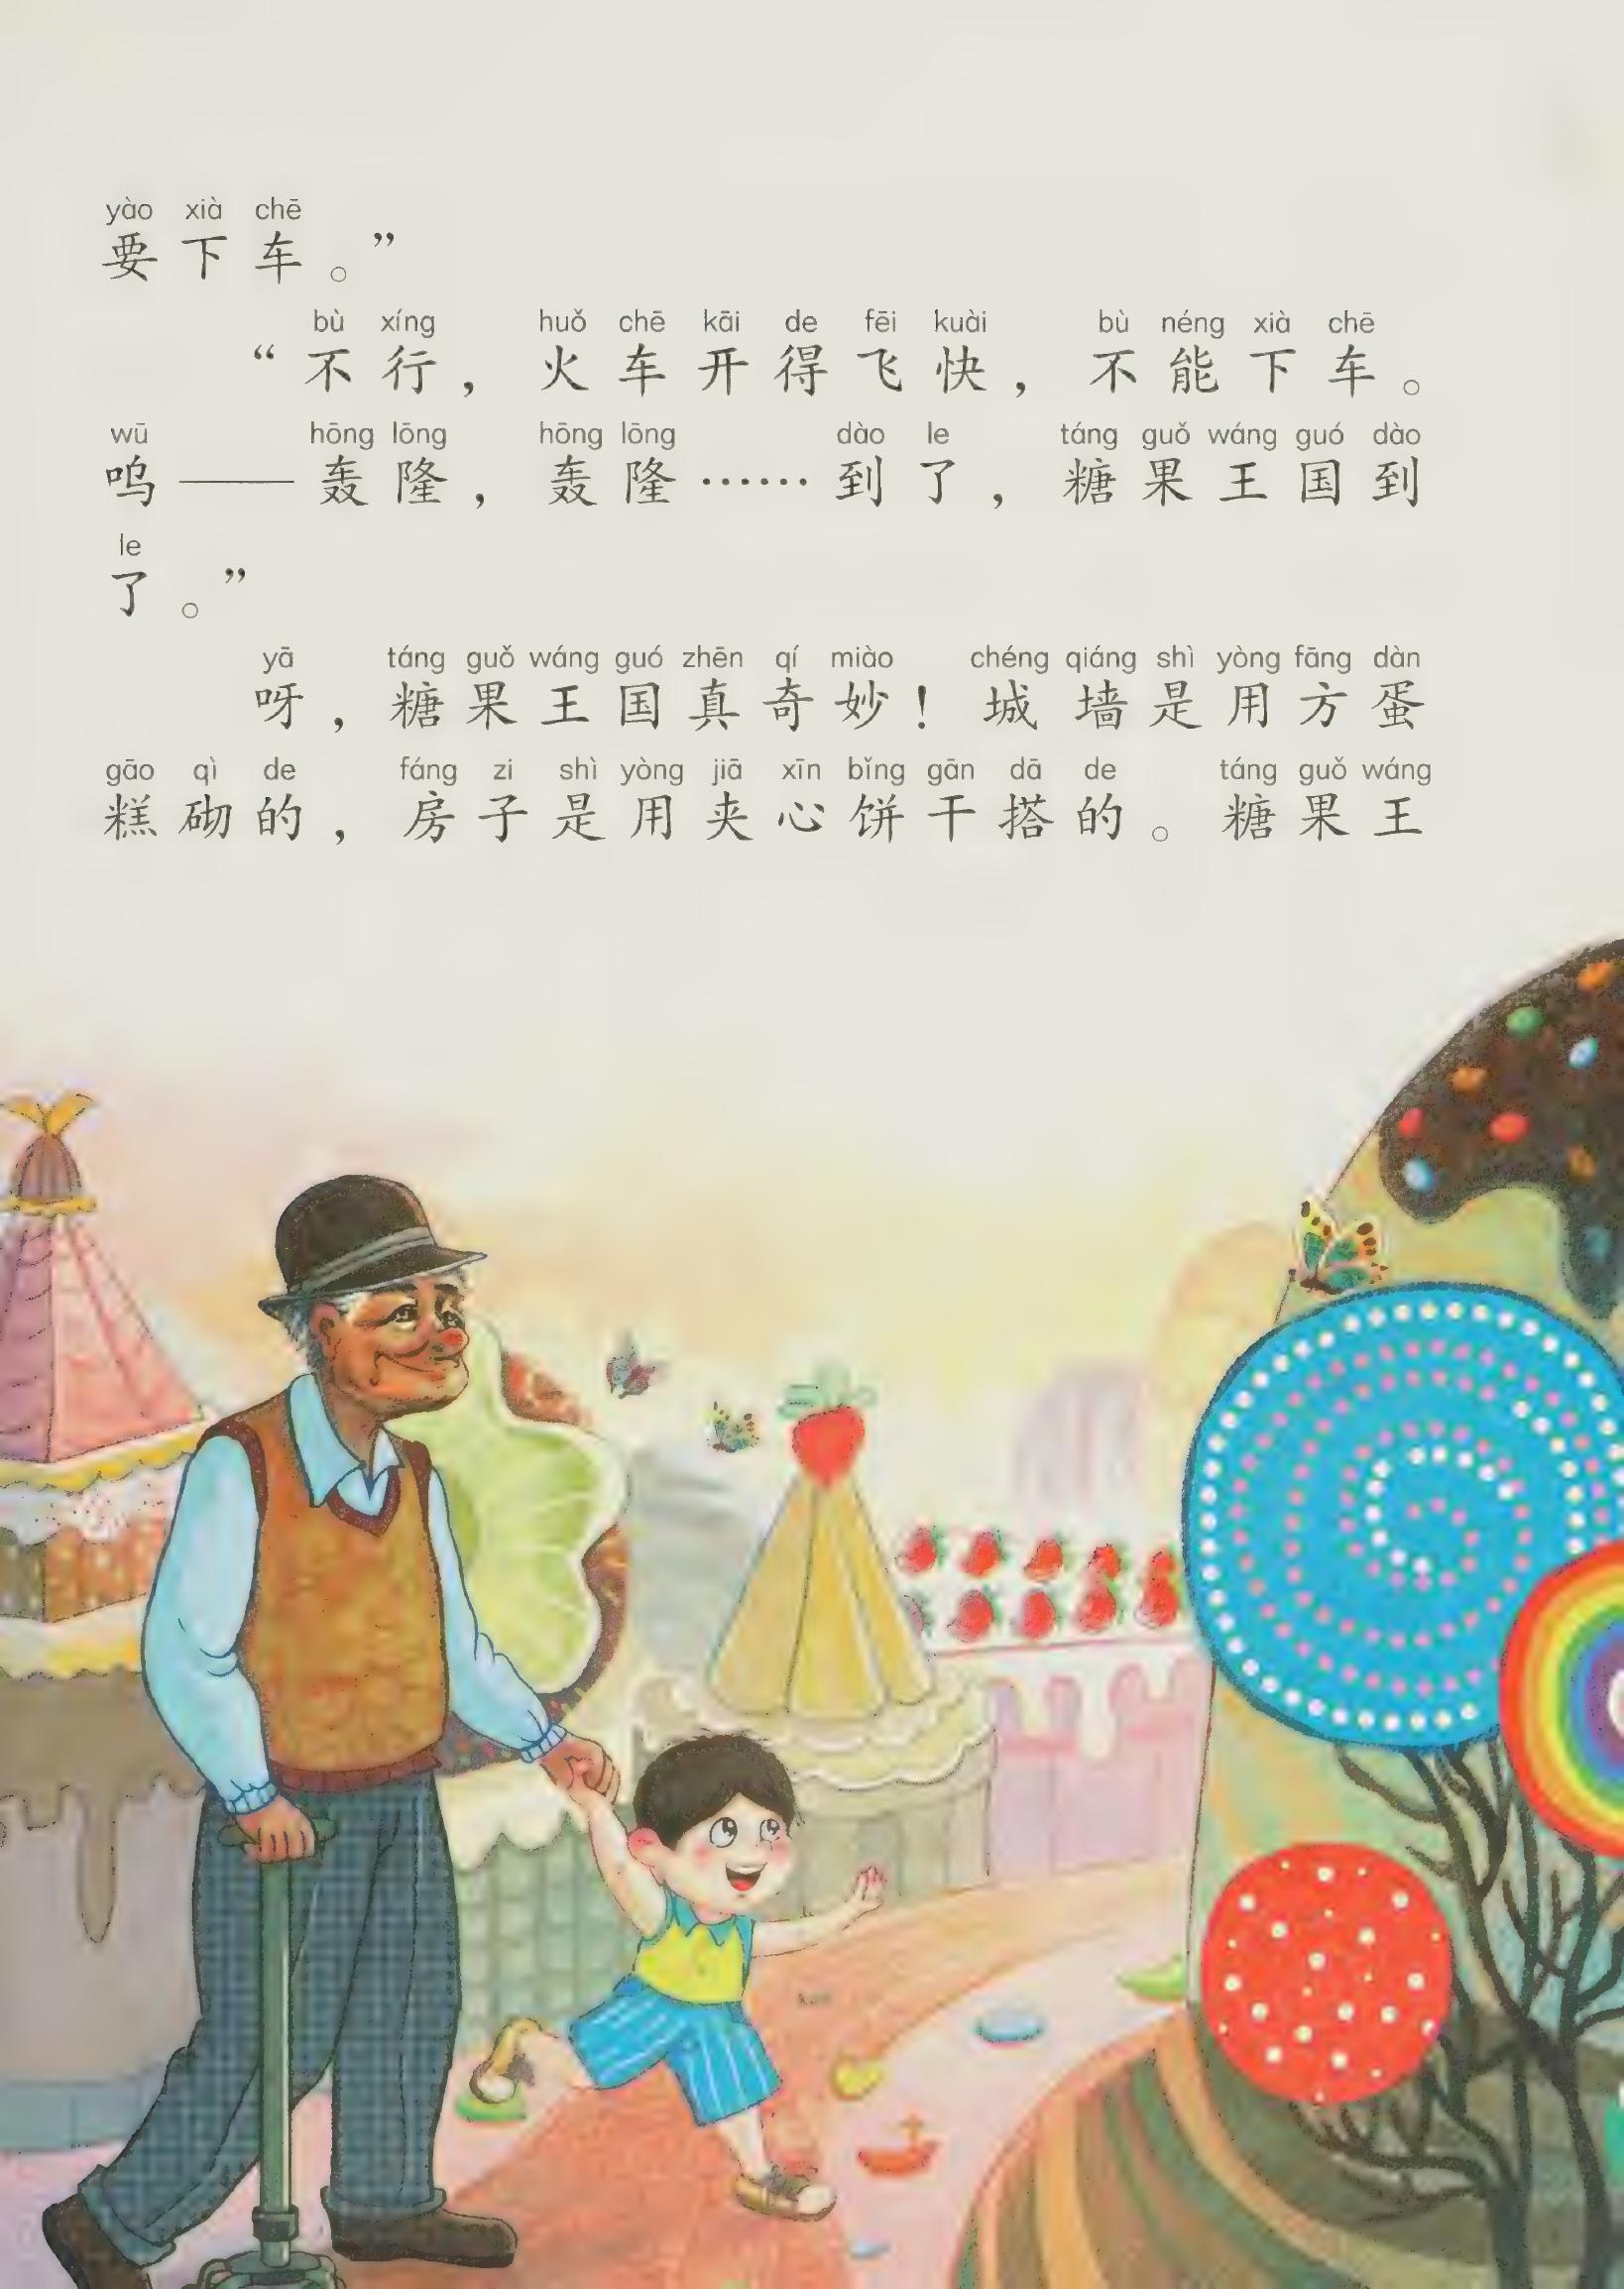 yào xià chē
要下车。”
bù xíng huǒ chē kāi de fēi kuài bù néng xià chē
“不行，火车开得飞快，不能下车。
wū hōng lōng hōng lōng dào le táng guǒ wáng guó dào
呜——轰隆，轰隆……到了，糖果王国到
le
了。”
yā táng guǒ wáng guó zhēn qí miào chéng qiáng shì yòng fāng dàn
呀，糖果王国真奇妙！城墙是用方蛋
gāo qì de fáng zi shì yòng jiā xīn bǐng gān dā de táng guǒ wáng
糕砌的，房子是用夹心饼干搭的。糖果王